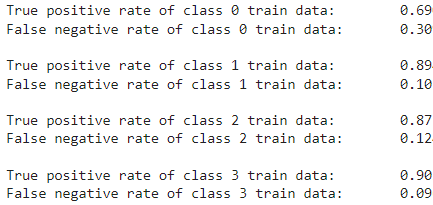 True positive rate of class 0 train data: 0.69
False negative rate of class 0 train data: 0.30
True positive rate of class 1 train data: 0.89
False negative rate of class 1 train data: 0.10
True positive rate of class 2 train data: 0.87
False negative rate of class 2 train data: 0.12
True positive rate of class 3 train data: 0.90
False negative rate of class 3 train data: 0.09